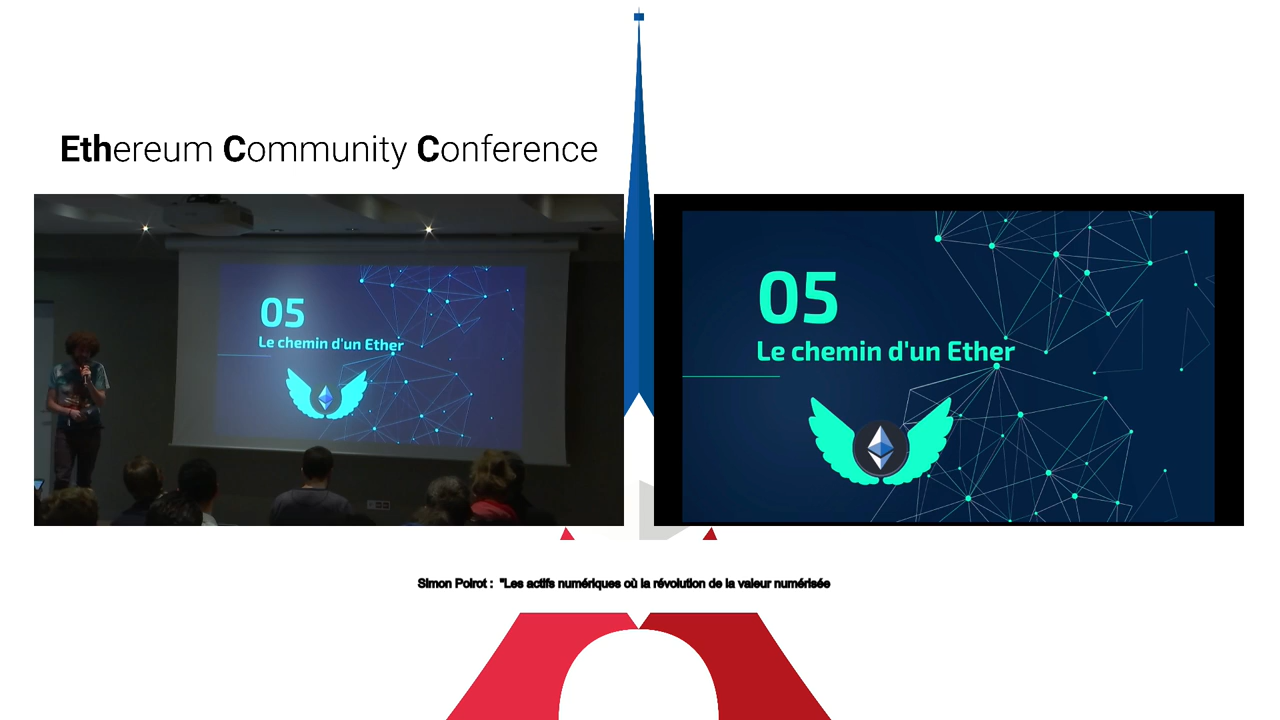 Ethereum Community Conference
05
Le chemin d'un Ether
05
Le chemin d'un Ether
Simon Poirot : "Les actifs numériques où la révolution de la valeur numérisée